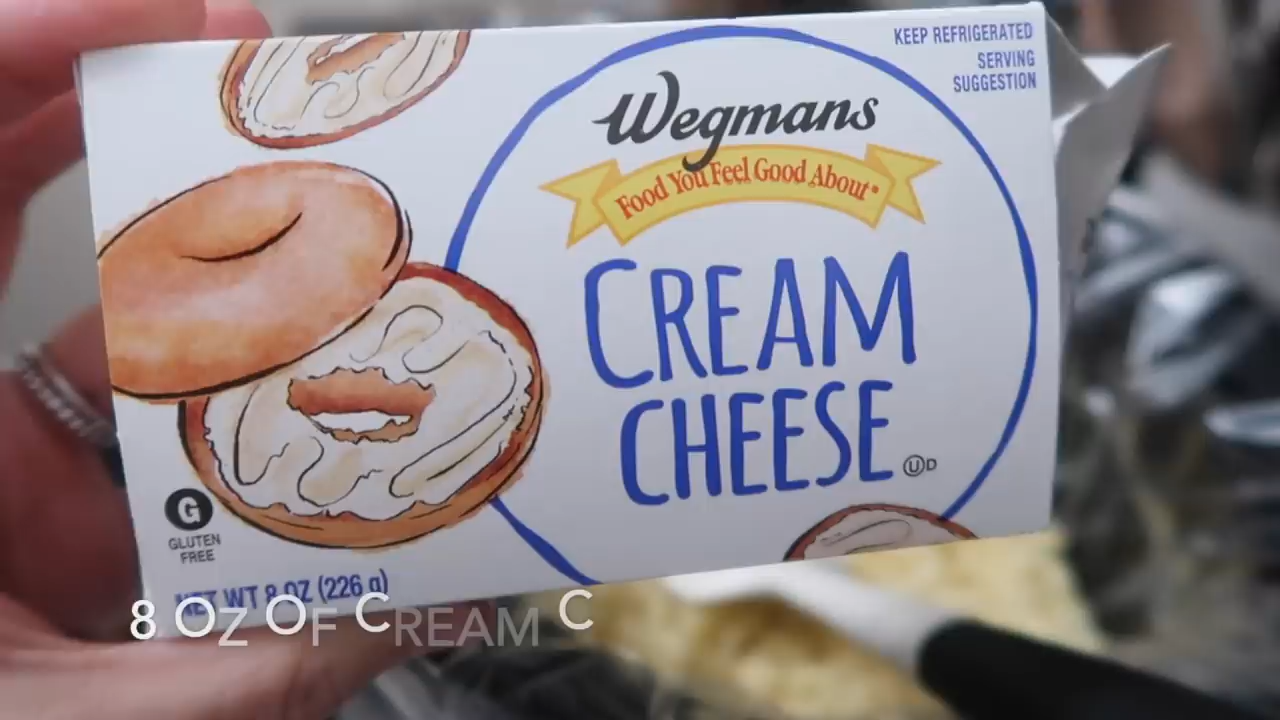 KEEP REFRIGERATED
SERVING
SUGGESTION
Wegmans
Food You Feel Good About
CREAM
CHEESE
UD
G
GLUTEN
FREE
NET WT 8 OZ (226 g)
8 OZ OF CREAM C